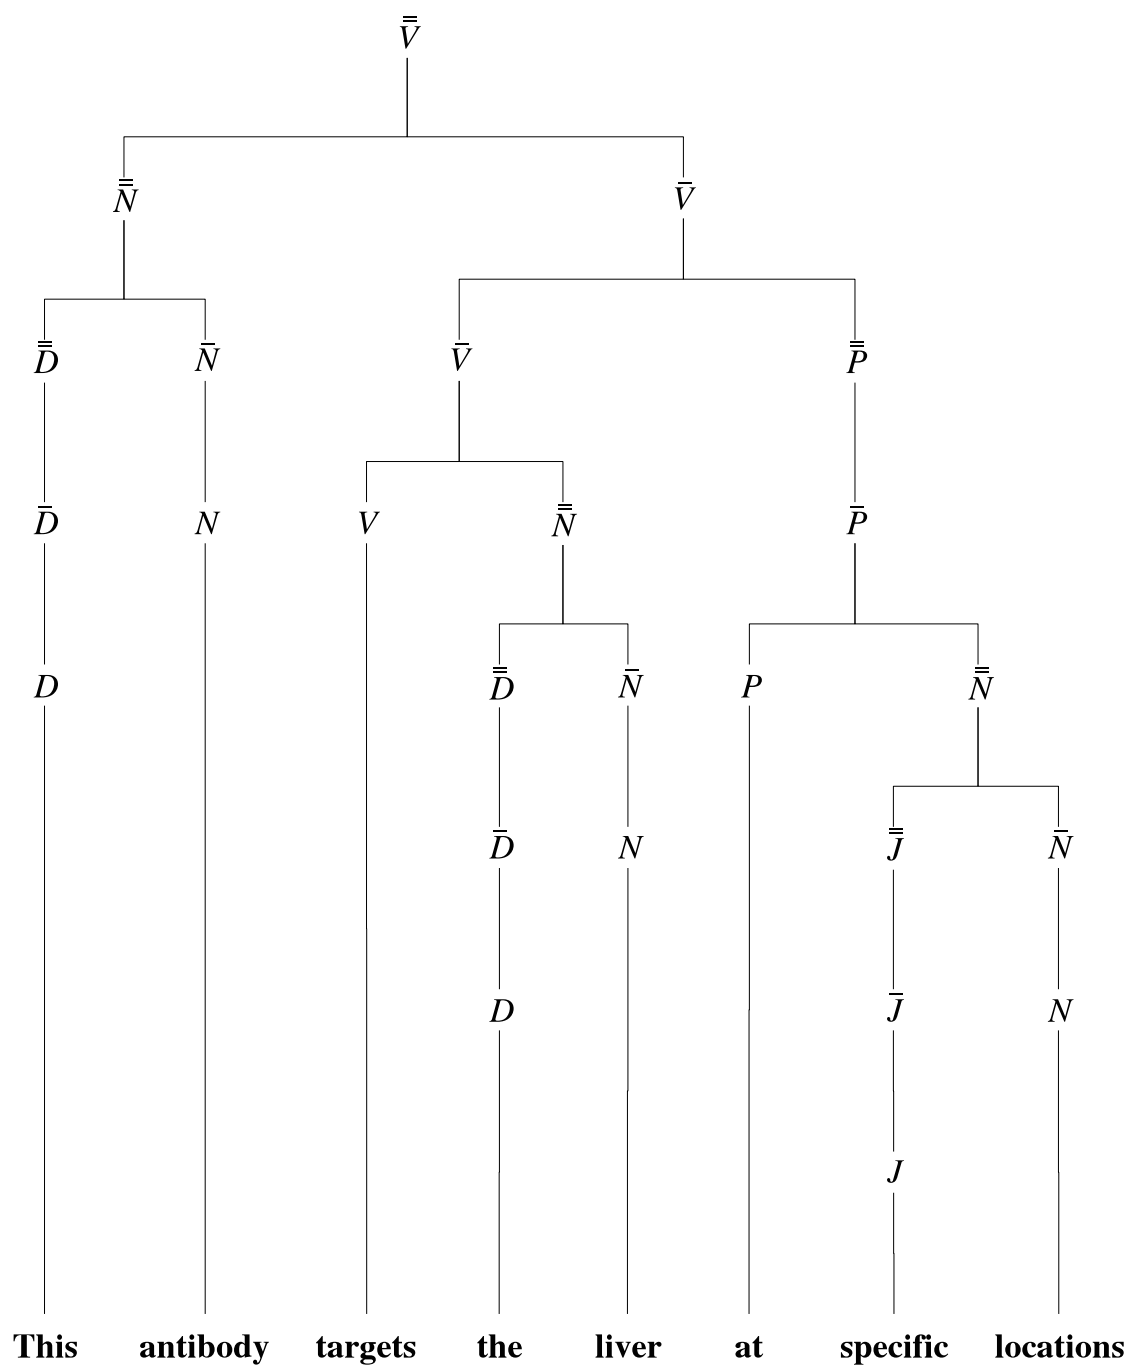 V̿
N̿ V̄
D̿ N̄ V̄ P̿
D̄ N V N̿ P̄
D D̿ N̄ P N̿
D̄ N J̿ N̄
D J̄ N
J
This antibody targets the liver at specific locations